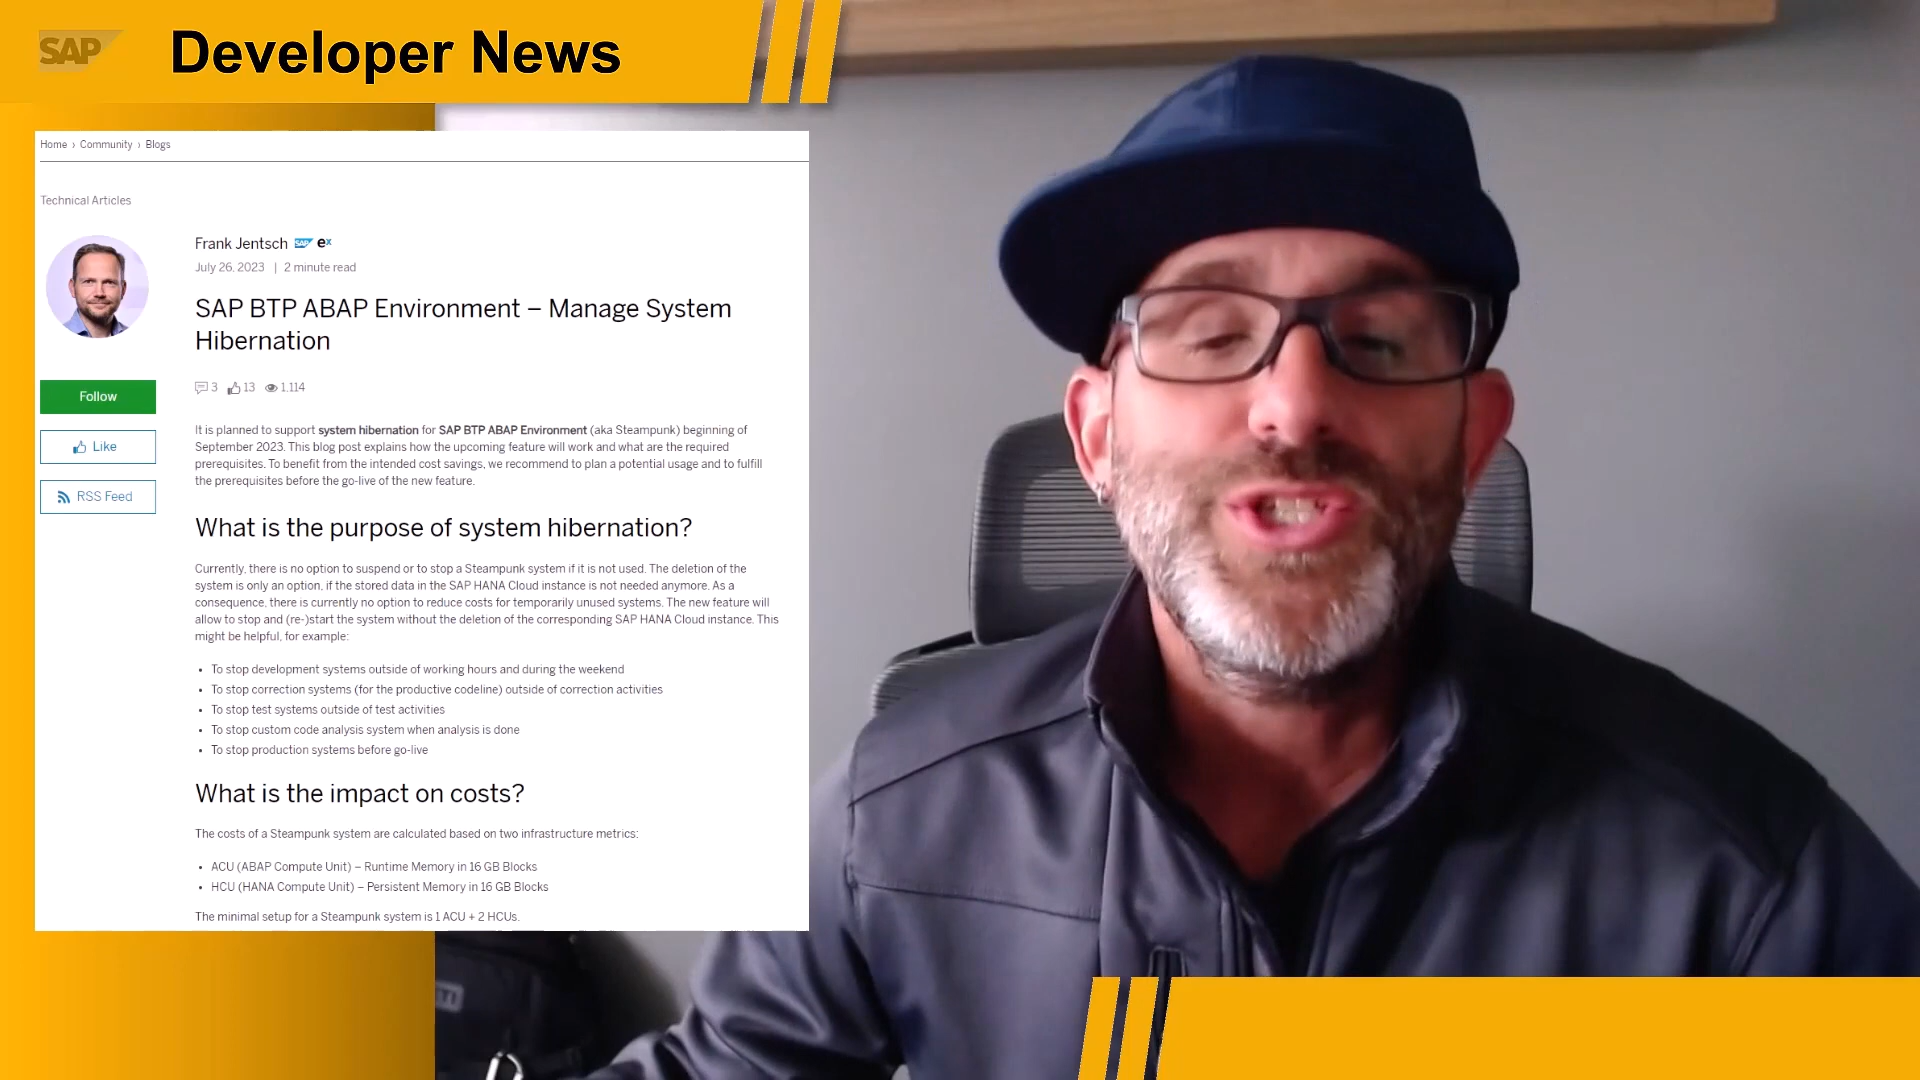 SAP Developer News
Home › Community › Blogs
Technical Articles
Frank Jentsch SAP ex
July 26, 2023 | 2 minute read
SAP BTP ABAP Environment – Manage System
Hibernation
3 13 1.114
Follow
Like
RSS Feed
It is planned to support system hibernation for SAP BTP ABAP Environment (aka Steampunk) beginning of
September 2023. This blog post explains how the upcoming feature will work and what are the required
prerequisites. To benefit from the intended cost savings, we recommend to plan a potential usage and to fulfill
the prerequisites before the go-live of the new feature.
What is the purpose of system hibernation?
Currently, there is no option to suspend or to stop a Steampunk system if it is not used. The deletion of the
system is only an option, if the stored data in the SAP HANA Cloud instance is not needed anymore. As a
consequence, there is currently no option to reduce costs for temporarily unused systems. The new feature will
allow to stop and (re-)start the system without the deletion of the corresponding SAP HANA Cloud instance. This
might be helpful, for example:
• To stop development systems outside of working hours and during the weekend
• To stop correction systems (for the productive codeline) outside of correction activities
• To stop test systems outside of test activities
• To stop custom code analysis system when analysis is done
• To stop production systems before go-live
What is the impact on costs?
The costs of a Steampunk system are calculated based on two infrastructure metrics:
• ACU (ABAP Compute Unit) – Runtime Memory in 16 GB Blocks
• HCU (HANA Compute Unit) – Persistent Memory in 16 GB Blocks
The minimal setup for a Steampunk system is 1 ACU + 2 HCUs.